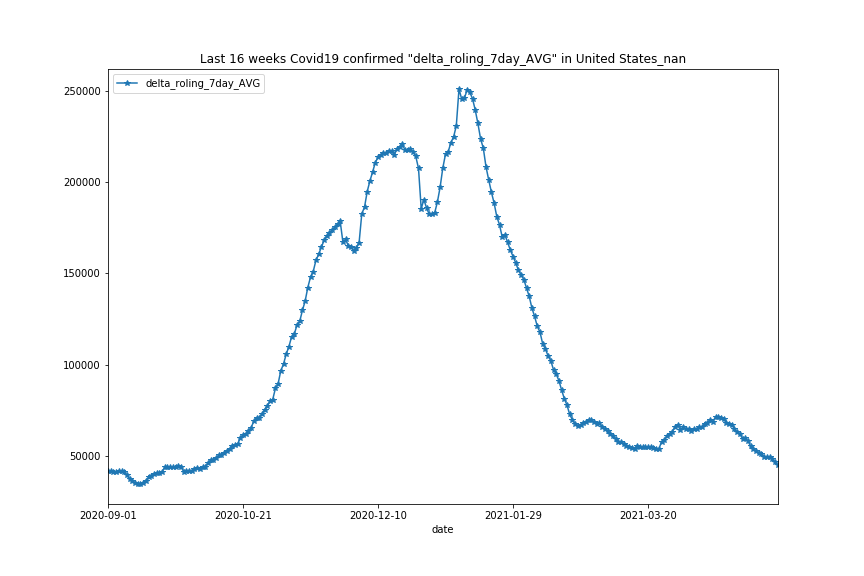 Last 16 weeks Covid19 confirmed "delta_roling_7day_AVG" in United States_nan
delta_roling_7day_AVG
250000
200000
150000
100000
50000
2020-09-01 2020-10-21 2020-12-10 2021-01-29 2021-03-20
date